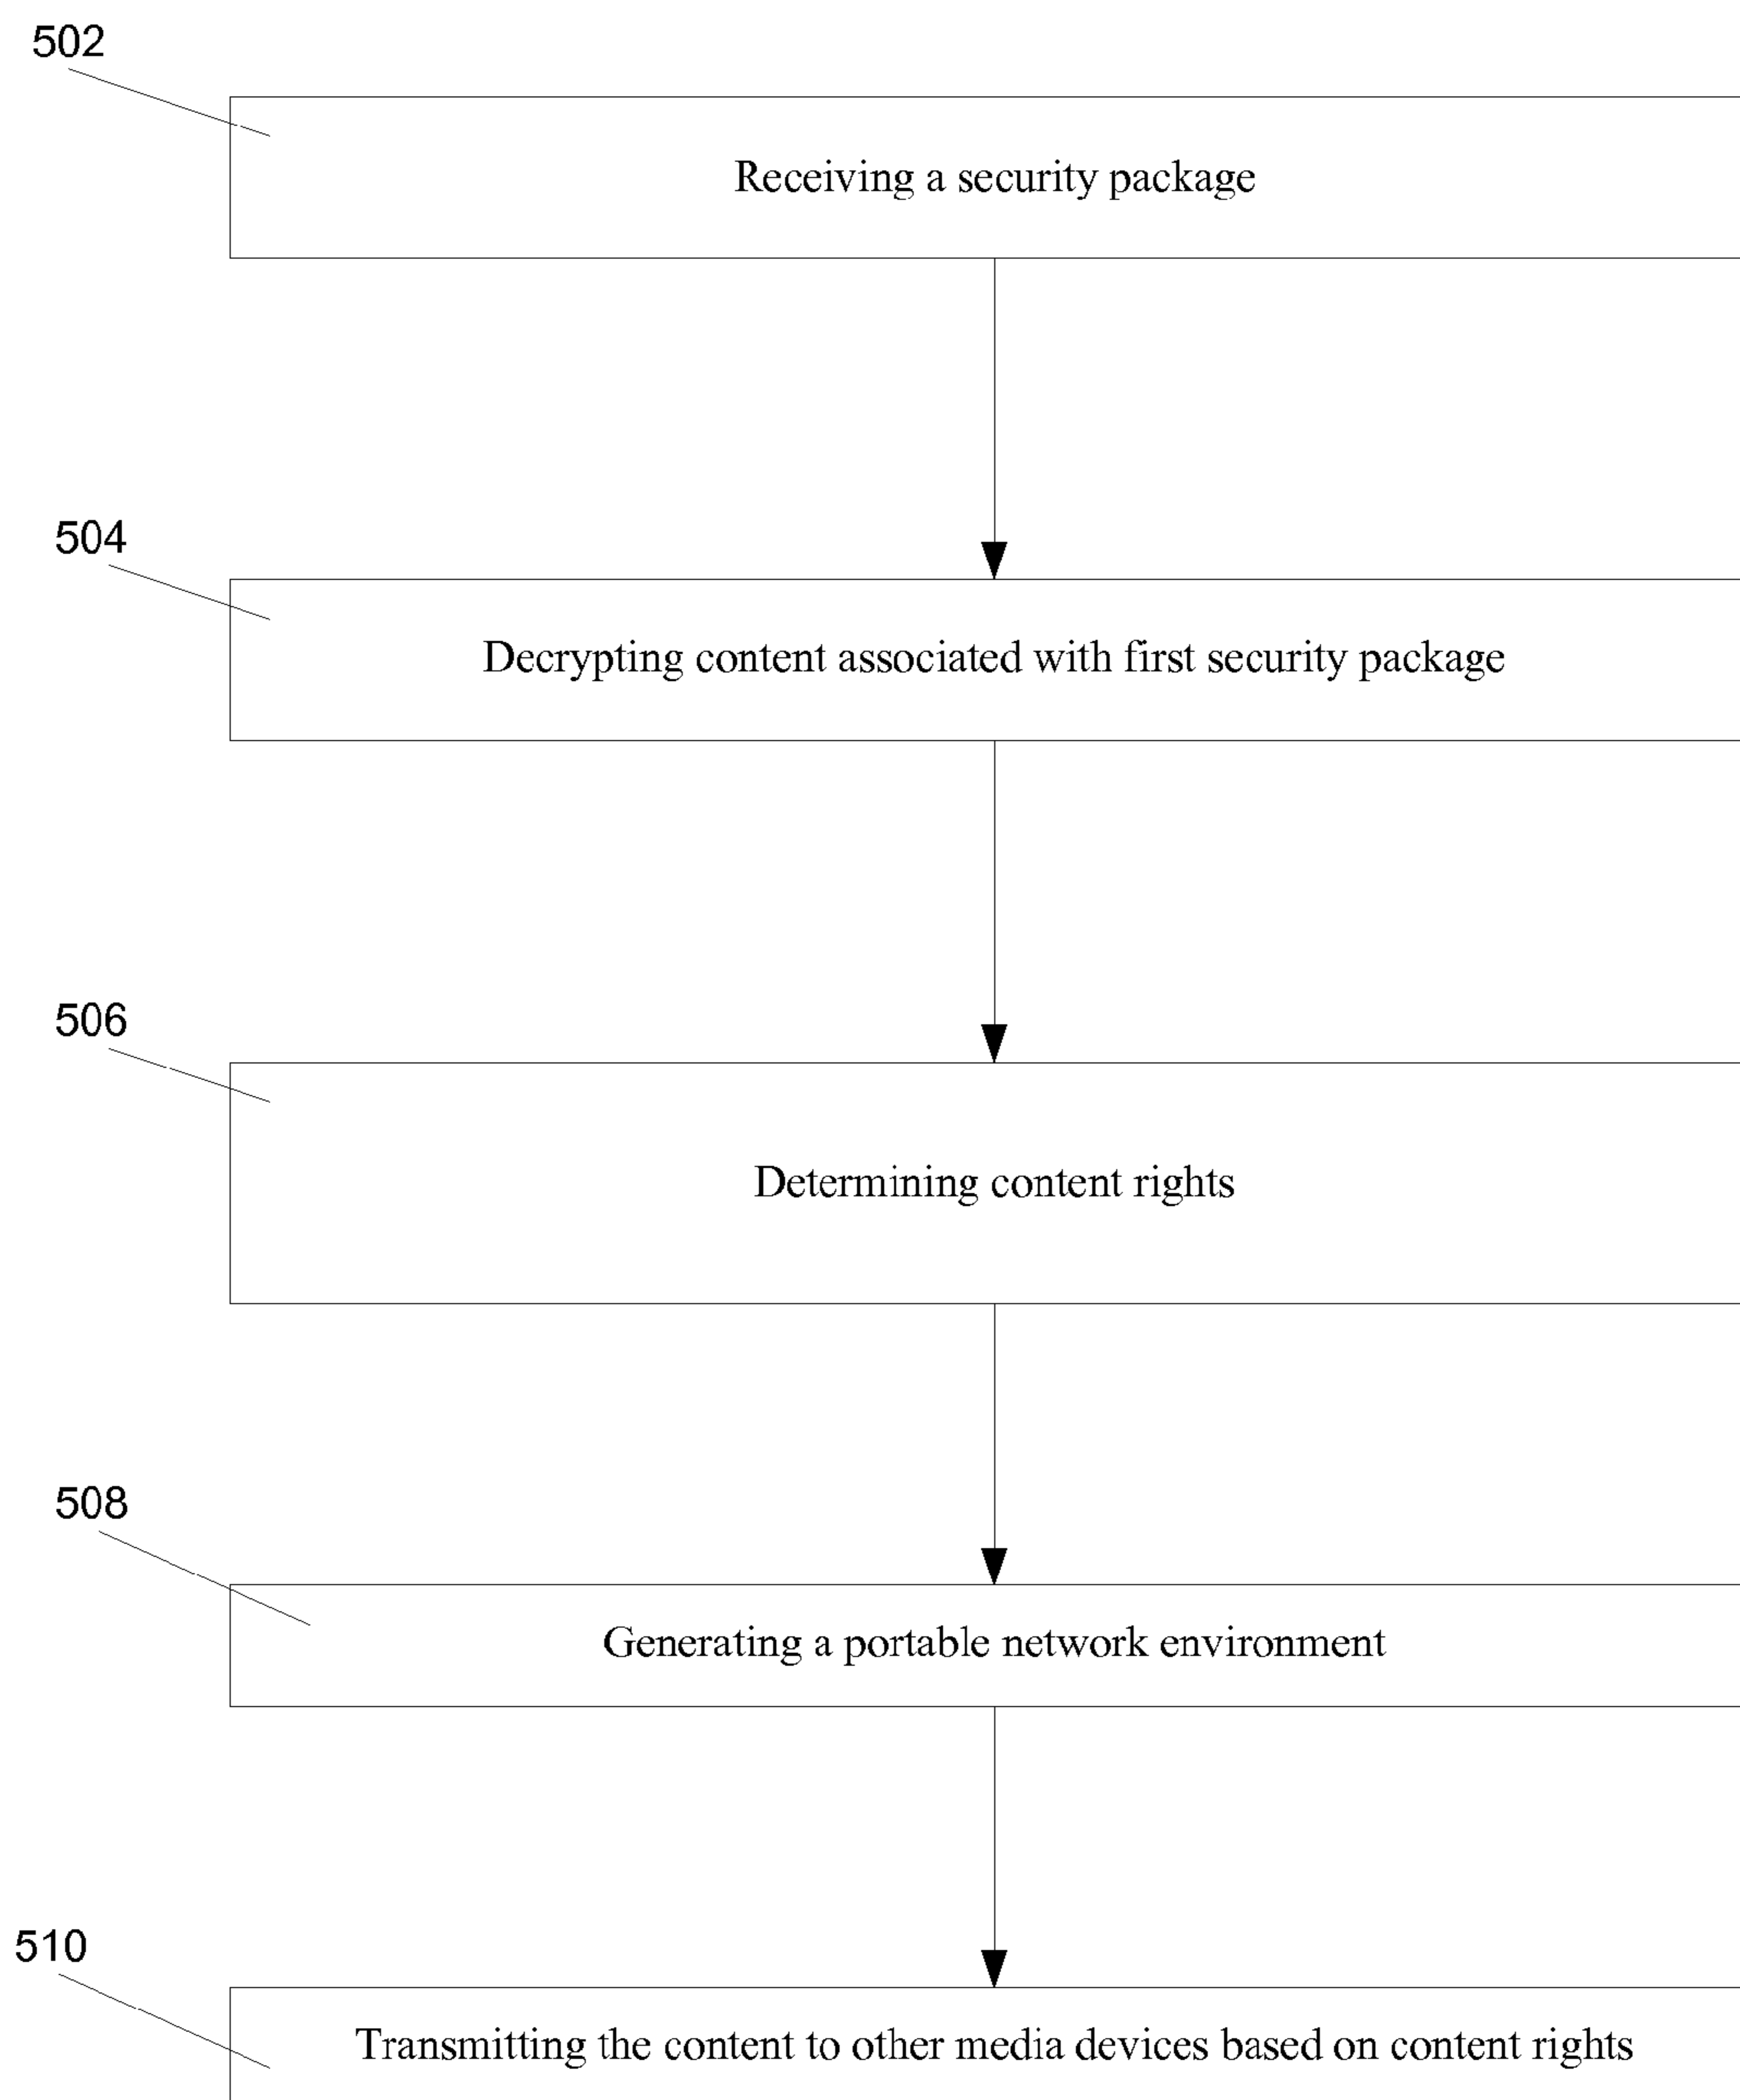 502
Receiving a security package
504
Decrypting content associated with first security package
506
Determining content rights
508
Generating a portable network environment
510
Transmitting the content to other media devices based on content rights